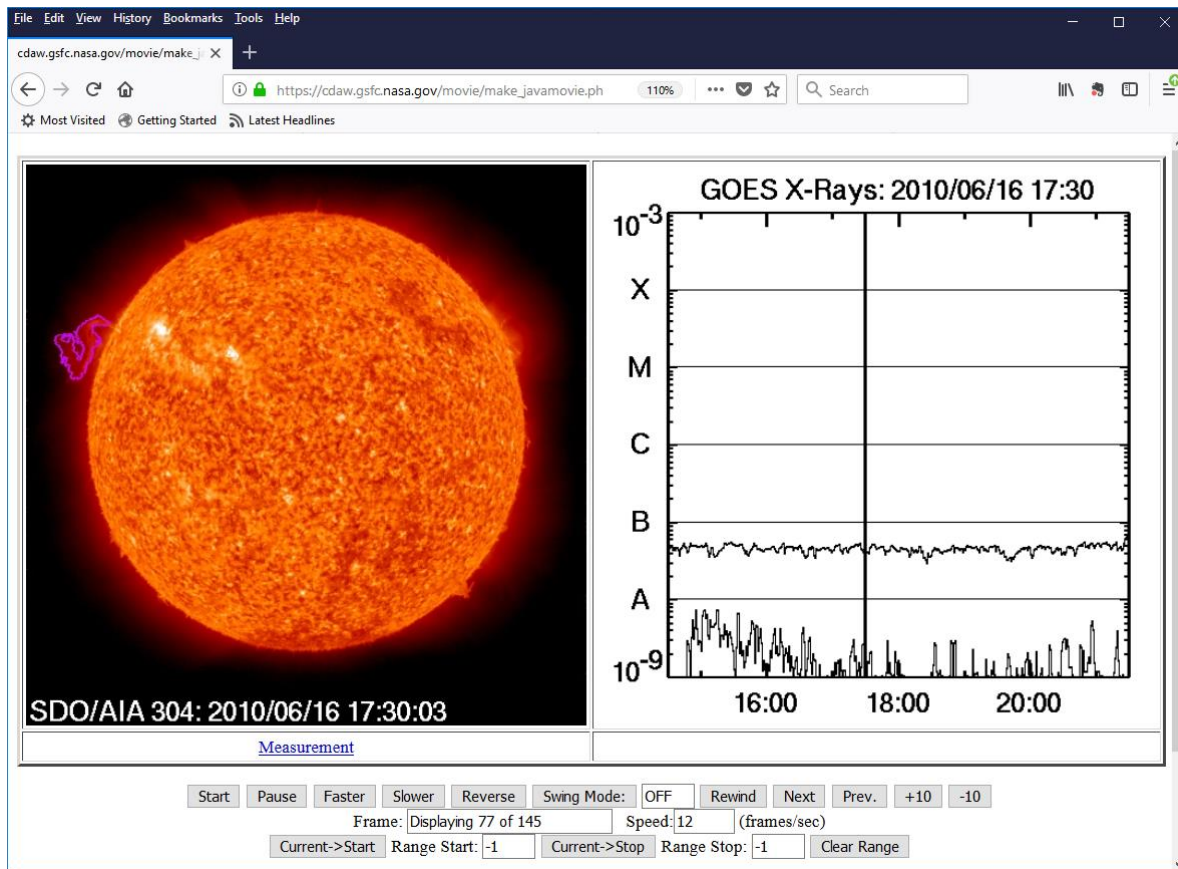 File Edit View History Bookmarks Tools Help
cdaw.gsfc.nasa.gov/movie/make_j
https://cdaw.gsfc.nasa.gov/movie/make_javamovie.ph 110% Search
Most Visited Getting Started Latest Headlines
SDO/AIA 304: 2010/06/16 17:30:03
GOES X-Rays: 2010/06/16 17:30
10-3
X
M
C
B
A
10-9
16:00 18:00 20:00
Measurement
Start Pause Faster Slower Reverse Swing Mode: OFF Rewind Next Prev. +10 -10
Frame: Displaying 77 of 145 Speed: 12 (frames/sec)
Current->Start Range Start: -1 Current->Stop Range Stop: -1 Clear Range